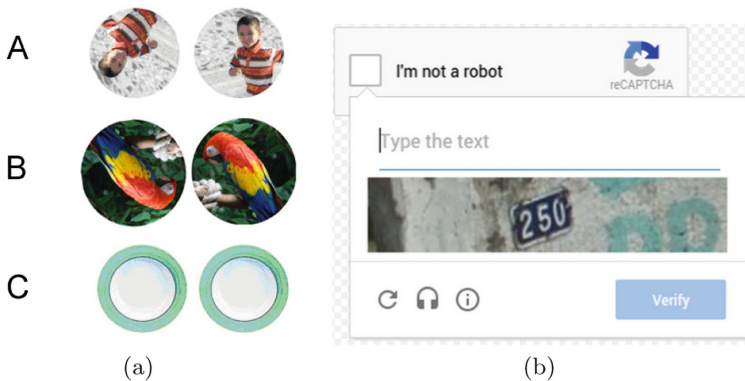 A
B
C
(a)
I'm not a robot
reCAPTCHA
Type the text
250
Verify
(b)